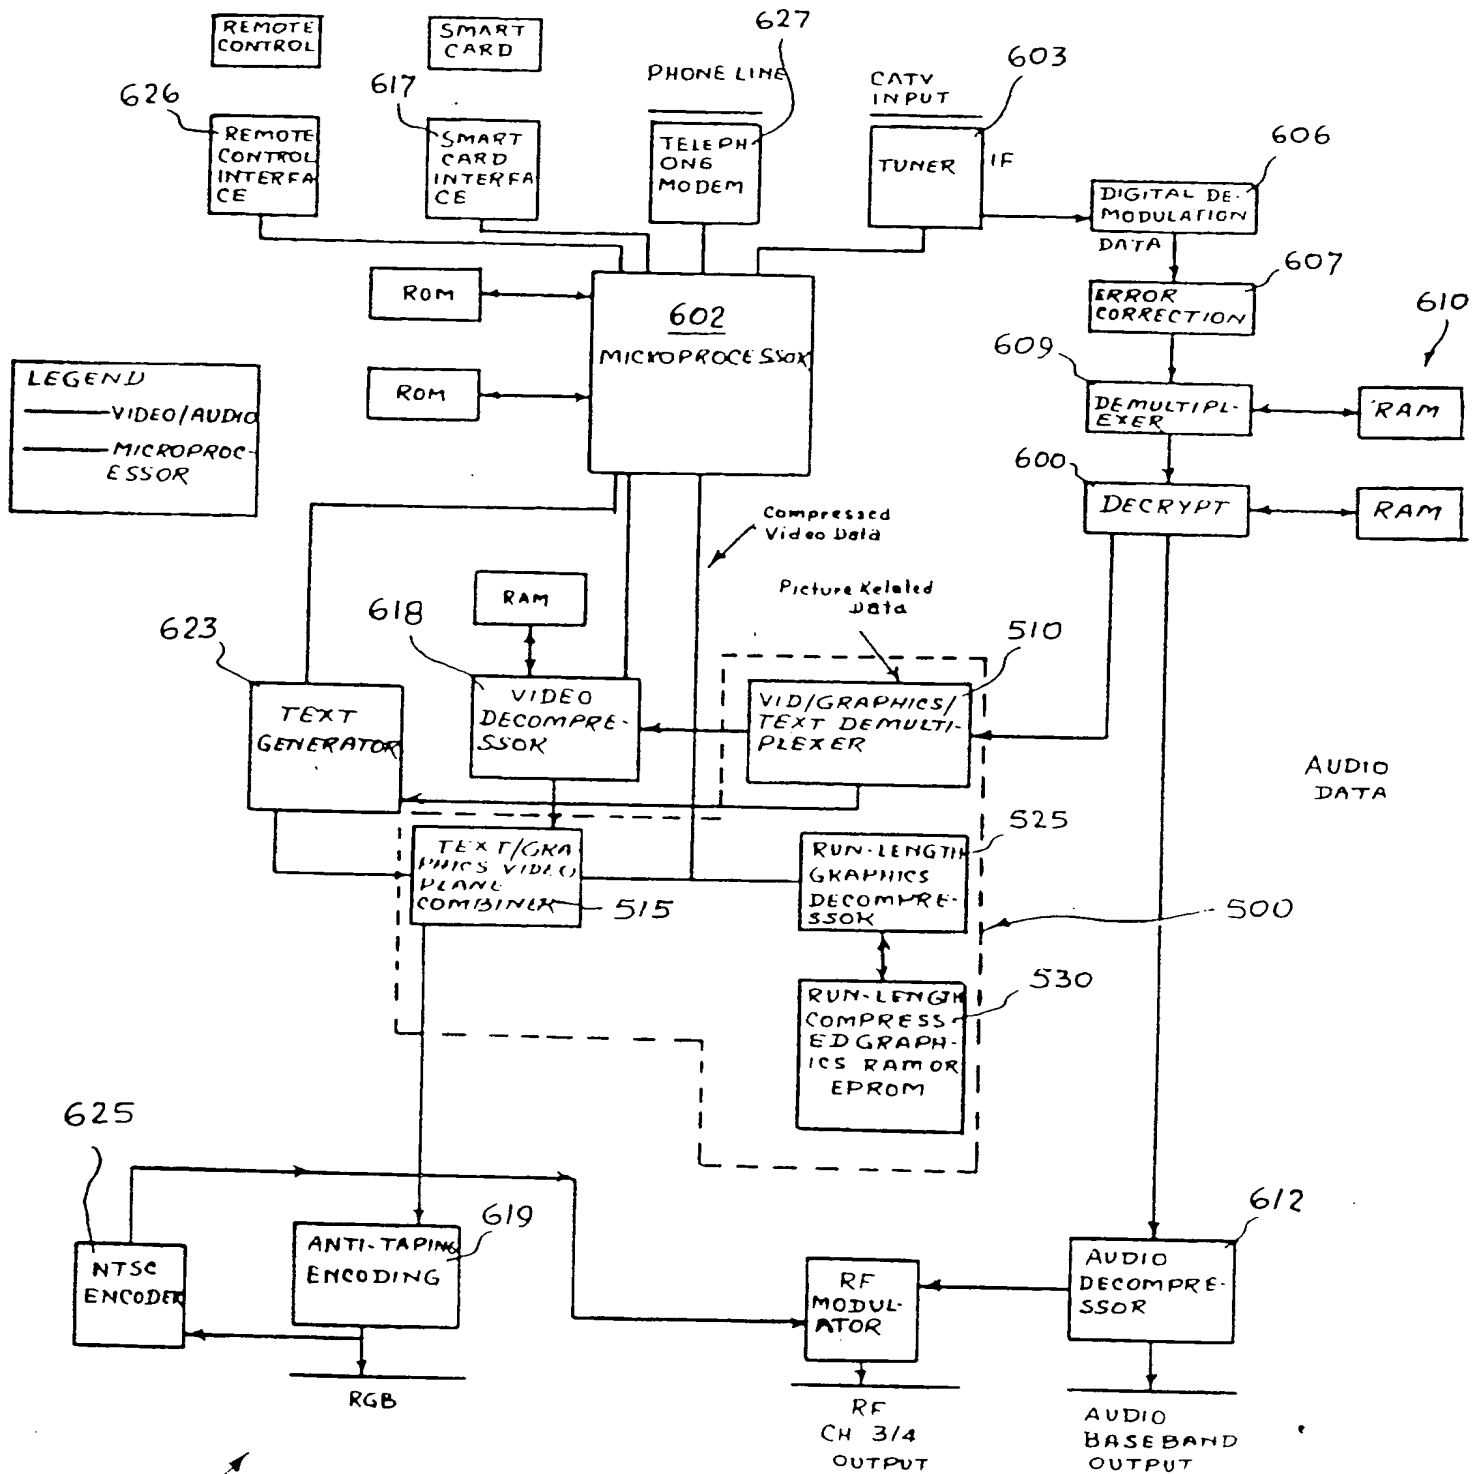 REMOTE
CONTROL
SMART
CARD
627
PHONE LINE
CATV
INPUT
603
626
617
REMOTE
CONTROL
INTERFA
CE
SMART
CARD
INTERFA
CE
TELEPH
ONE
MODEM
TUNER
IF
606
DIGITAL DE-
MODULATION
DATA
607
ROM
602
MICROPROCESSOR
ERROR
CORRECTION
610
609
LEGEND
VIDEO/AUDIO
MICROPROC-
ESSOR
ROM
DEMULTIPL-
EXER
RAM
600
DECRYPT
RAM
Compressed
Video Data
RAM
Picture Related
Data
618
623
510
TEXT
GENERATOR
VIDEO
DECOMPRE-
SSOR
VID/GRAPHICS/
TEXT DEMULTI-
PLEXER
AUDIO
DATA
525
TEXT/GRA
PHICS VIDEO
PLANE
COMBINER
515
RUN-LENGTH
GRAPHICS
DECOMPRE-
SSOR
500
530
RUN-LENGTH
COMPRESS-
ED GRAPH-
ICS RAM OR
EPROM
625
619
612
NTSC
ENCODER
ANTI-TAPING
ENCODING
RF
MODUL-
ATOR
AUDIO
DECOMPRE-
SSOR
RGB
RF
CH 3/4
OUTPUT
AUDIO
BASEBAND
OUTPUT